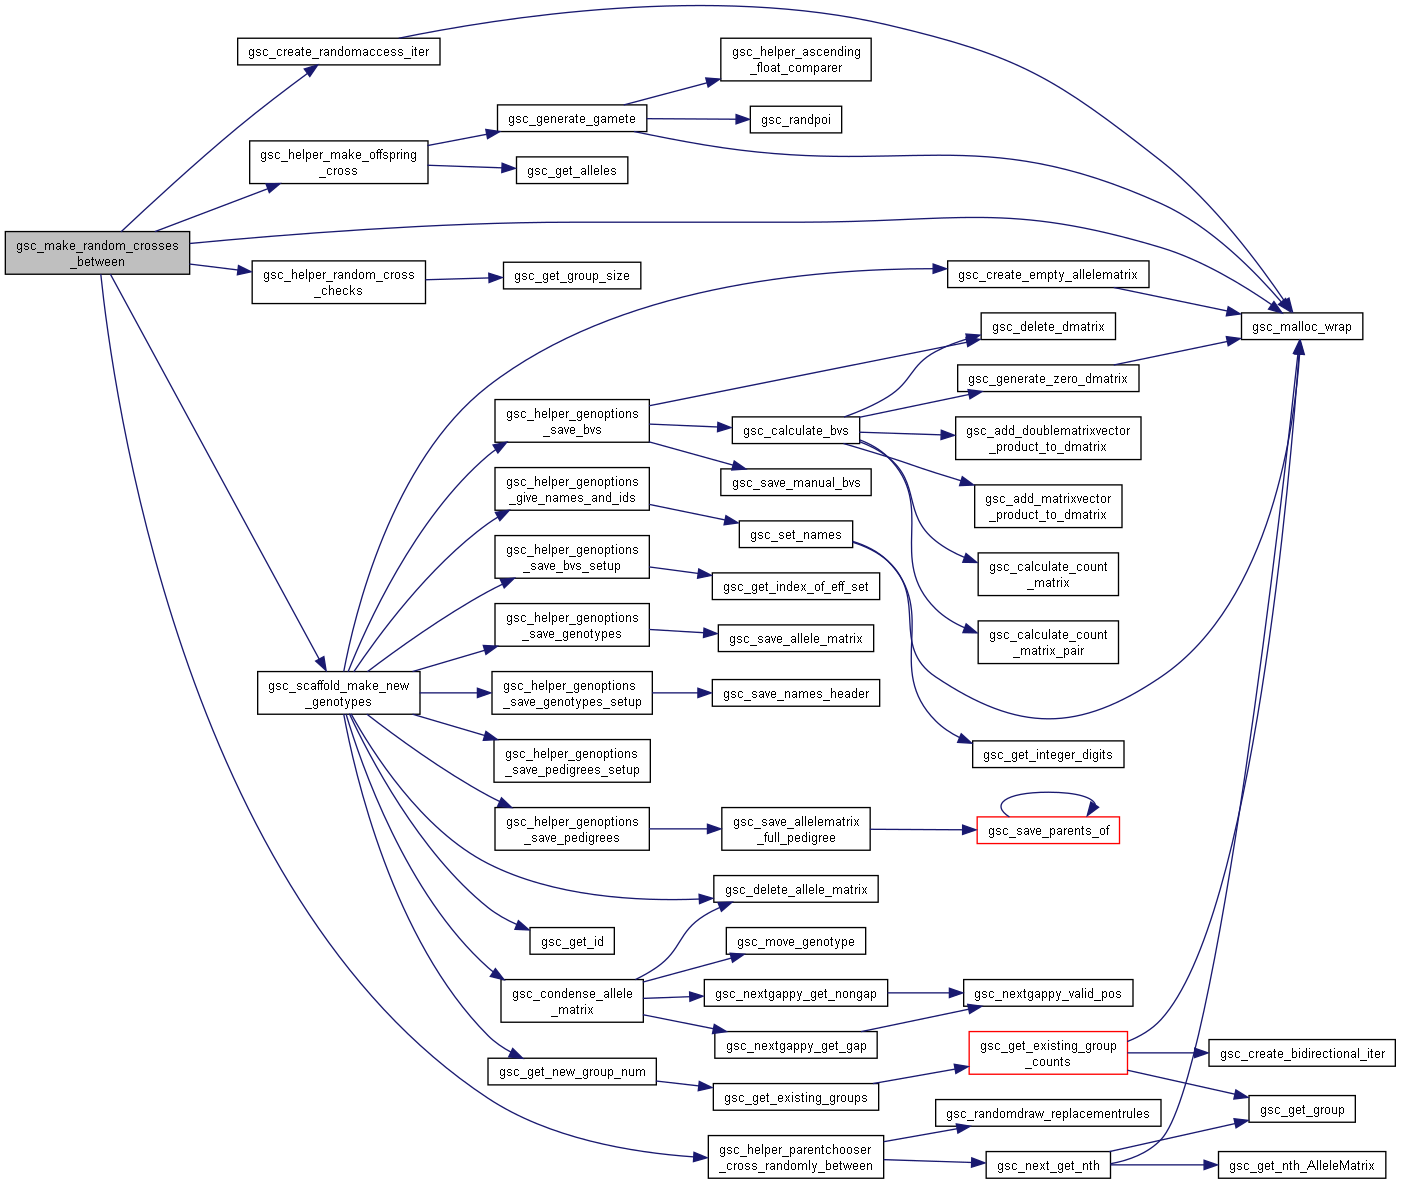 gsc_make_random_crosses
_between
gsc_create_randomaccess_iter
gsc_helper_make_offspring
_cross
gsc_helper_random_cross
_checks
gsc_scaffold_make_new
_genotypes
gsc_generate_gamete
gsc_get_alleles
gsc_get_group_size
gsc_helper_genoptions
_save_bvs
gsc_helper_genoptions
_give_names_and_ids
gsc_helper_genoptions
_save_bvs_setup
gsc_helper_genoptions
_save_genotypes
gsc_helper_genoptions
_save_genotypes_setup
gsc_helper_genoptions
_save_pedigrees_setup
gsc_helper_genoptions
_save_pedigrees
gsc_get_id
gsc_condense_allele
_matrix
gsc_get_new_group_num
gsc_helper_ascending
_float_comparer
gsc_randpoi
gsc_calculate_bvs
gsc_save_manual_bvs
gsc_set_names
gsc_get_index_of_eff_set
gsc_save_allele_matrix
gsc_save_names_header
gsc_save_allelematrix
_full_pedigree
gsc_delete_allele_matrix
gsc_move_genotype
gsc_nextgappy_get_nongap
gsc_nextgappy_get_gap
gsc_get_existing_groups
gsc_helper_parentchooser
_cross_randomly_between
gsc_create_empty_allelematrix
gsc_delete_dmatrix
gsc_generate_zero_dmatrix
gsc_add_doublematrixvector
_product_to_dmatrix
gsc_add_matrixvector
_product_to_dmatrix
gsc_calculate_count
_matrix
gsc_calculate_count
_matrix_pair
gsc_get_integer_digits
gsc_save_parents_of
gsc_nextgappy_valid_pos
gsc_get_existing_group
_counts
gsc_randomdraw_replacementrules
gsc_next_get_nth
gsc_malloc_wrap
gsc_create_bidirectional_iter
gsc_get_group
gsc_get_nth_AlleleMatrix